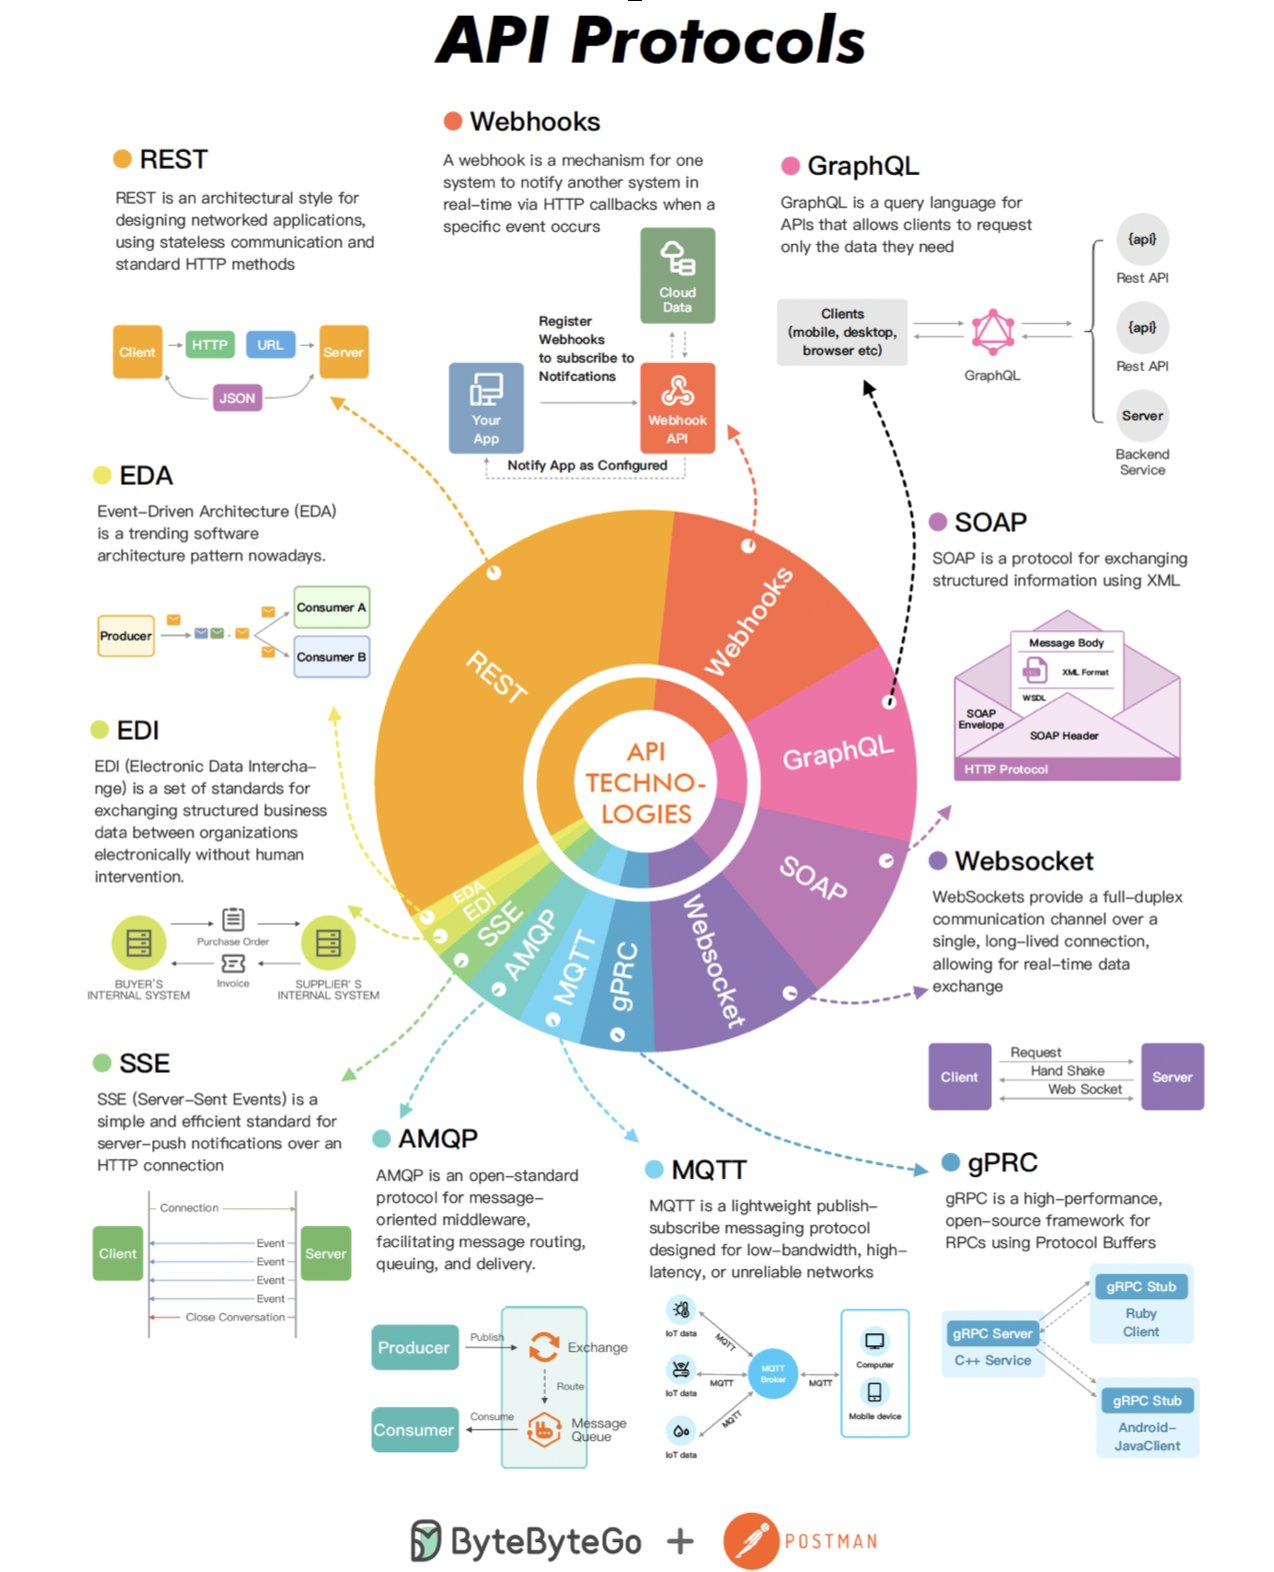 API Protocols
REST
REST is an architectural style for
designing networked applications,
using stateless communication and
standard HTTP methods
Client
HTTP
URL
Server
JSON
Webhooks
A webhook is a mechanism for one
system to notify another system in
real-time via HTTP callbacks when a
specific event occurs
Cloud
Data
Register
Webhooks
to subscribe to
Notifcations
Your
App
Webhook
API
Notify App as Configured
GraphQL
GraphQL is a query language for
APIs that allows clients to request
only the data they need
Clients
(mobile, desktop,
browser etc)
GraphQL
{api}
Rest API
{api}
Rest API
Server
Backend
Service
EDA
Event-Driven Architecture (EDA)
is a trending software
architecture pattern nowadays.
Producer
Consumer A
Consumer B
SOAP
SOAP is a protocol for exchanging
structured information using XML
Message Body
XML Format
WSDL
SOAP
Envelope
SOAP Header
HTTP Protocol
EDI
EDI (Electronic Data Intercha-
nge) is a set of standards for
exchanging structured business
data between organizations
electronically without human
intervention.
Purchase Order
Invoice
BUYER'S
INTERNAL SYSTEM
SUPPLIER' S
INTERNAL SYSTEM
REST
Webhooks
GraphQL
SOAP
Websocket
gPRC
MQTT
AMQP
SSE
EDI
EDA
API
TECHNO-
LOGIES
Websocket
WebSockets provide a full-duplex
communication channel over a
single, long-lived connection,
allowing for real-time data
exchange
Client
Request
Hand Shake
Web Socket
Server
SSE
SSE (Server-Sent Events) is a
simple and efficient standard for
server-push notifications over an
HTTP connection
Client
Connection
Event
Event
Event
Event
Close Conversation
Server
AMQP
AMQP is an open-standard
protocol for message-
oriented middleware,
facilitating message routing,
queuing, and delivery.
Producer
Publish
Exchange
Route
Consumer
Consume
Message
Queue
MQTT
MQTT is a lightweight publish-
subscribe messaging protocol
designed for low-bandwidth, high-
latency, or unreliable networks
IoT data
IoT data
IoT data
MQTT
MQTT
MQTT
MQTT
Broker
MQTT
Computer
Mobile device
gPRC
gRPC is a high-performance,
open-source framework for
RPCs using Protocol Buffers
gRPC Server
C++ Service
gRPC Stub
Ruby
Client
gRPC Stub
Android-
JavaClient
ByteByteGo + POSTMAN